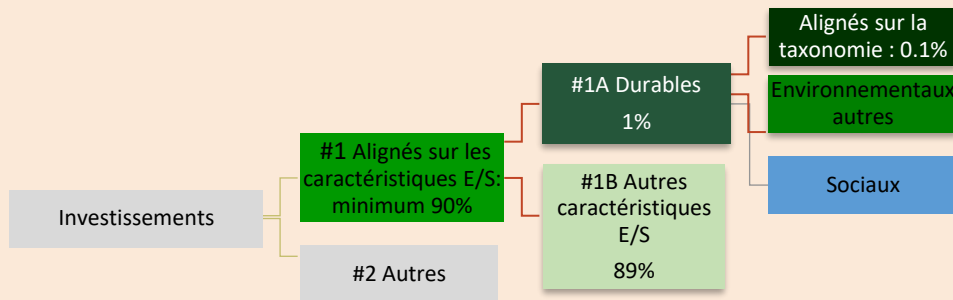 Investissements
#1 Alignés sur les
caractéristiques E/S:
minimum 90%
#2 Autres
#1A Durables
1%
#1B Autres
caractéristiques
E/S
89%
Alignés sur la
taxonomie : 0.1%
Environnementaux
autres
Sociaux